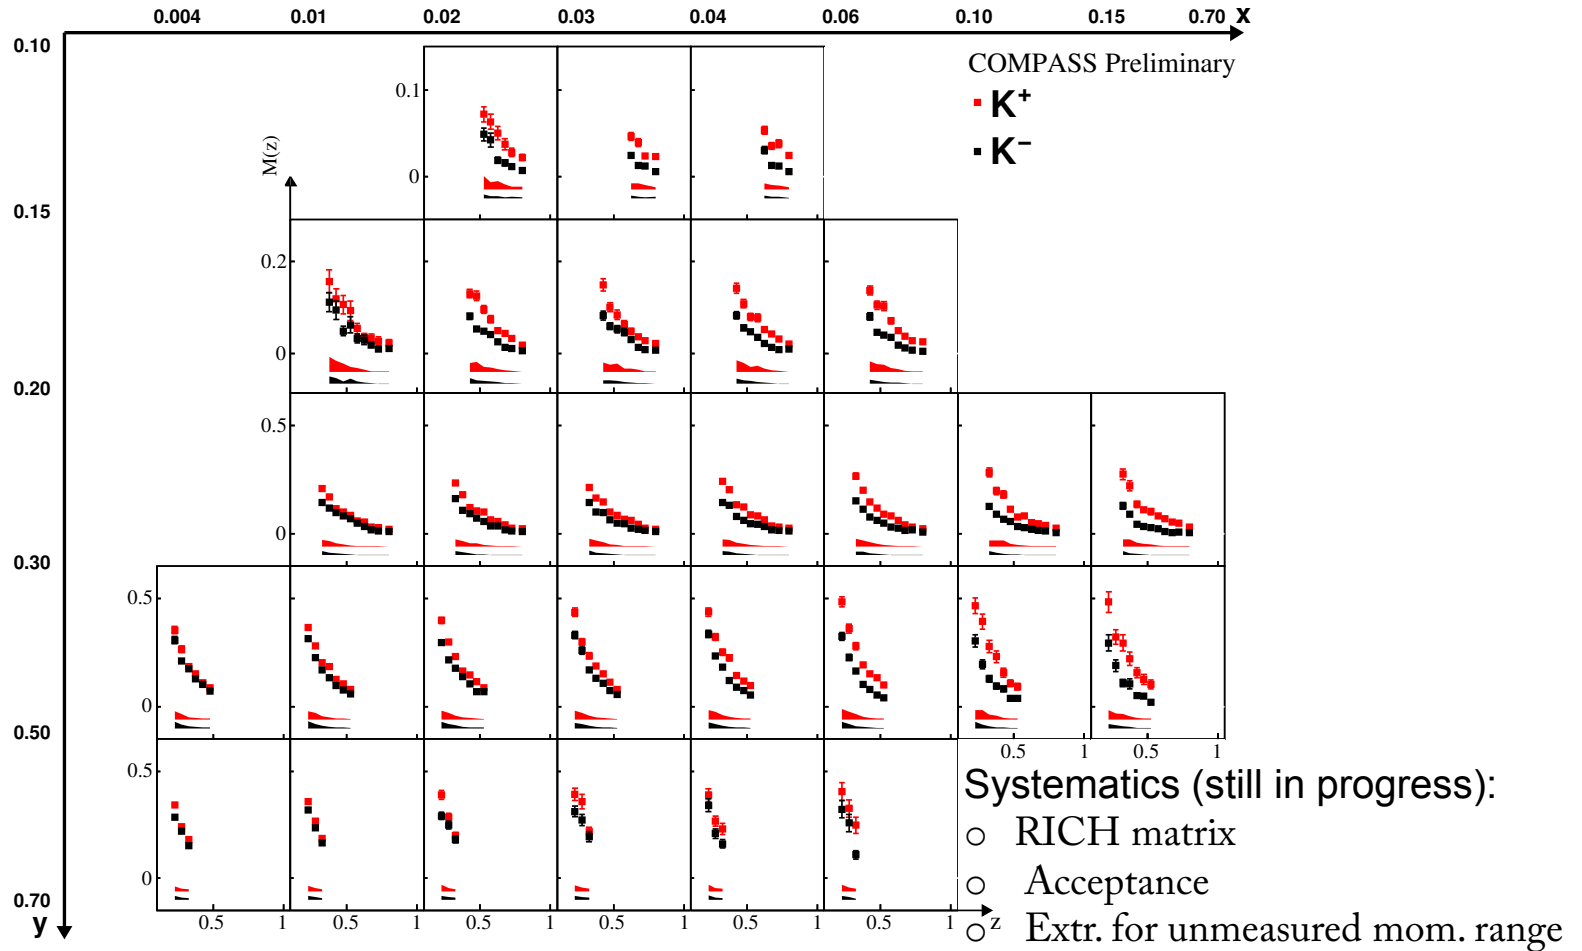 0.004 0.01 0.02 0.03 0.04 0.06 0.10 0.15 0.70 x
0.10
COMPASS Preliminary
K+
K−
0.1
0
M(z)
0.15
0.2
0
0.20
0.5
0
0.30
0.5
0
0.50
0.5 1 0.5 1
0.5
0
0.70
y
0.5 1 0.5 1 0.5 1 0.5 1 0.5 1 0.5 1
z
Systematics (still in progress):
○ RICH matrix
○ Acceptance
○ Extr. for unmeasured mom. range